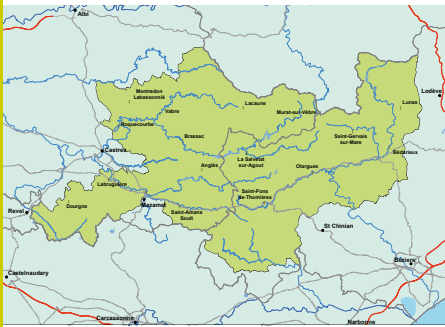 Albi
Lodève
Montredon
Labessonnié
Lacaune
Lunas
Vabre
Murat-sur-Vèbre
Roquecourbe
Brassac
Saint-Gervais
sur-Mare
Castres
Bédarieux
La Salvetat
sur-Agout
Anglès
Olargues
Labruguière
Saint-Pons
de-Thomières
Mazamet
Dourgne
Revel
Saint-Amans
Soult
St Chinian
Béziers
Castelnaudary
Carcassonne
Narbonne